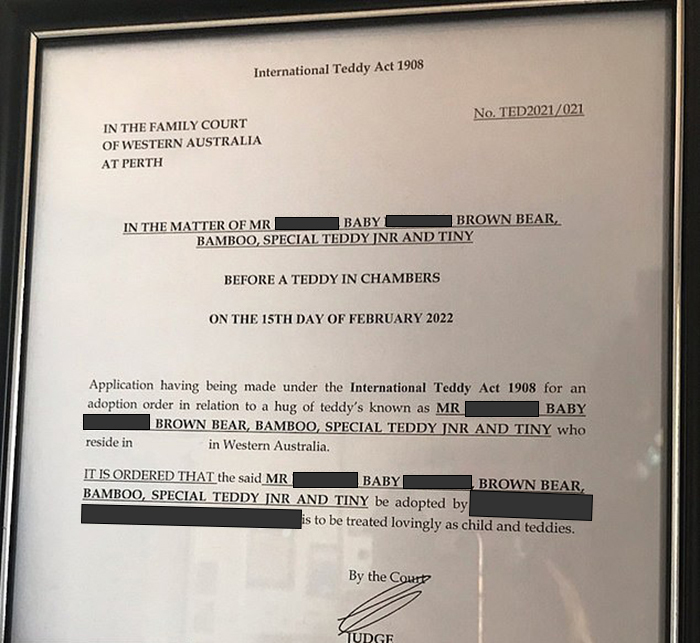 International Teddy Act 1908
No. TED2021/021
IN THE FAMILY COURT
OF WESTERN AUSTRALIA
AT PERTH
IN THE MATTER OF MR BABY BROWN BEAR,
BAMBOO, SPECIAL TEDDY JNR AND TINY
BEFORE A TEDDY IN CHAMBERS
ON THE 15TH DAY OF FEBRUARY 2022
Application having being made under the International Teddy Act 1908 for an
adoption order in relation to a hug of teddy's known as MR BABY
BROWN BEAR, BAMBOO, SPECIAL TEDDY JNR AND TINY who
reside in in Western Australia.
IT IS ORDERED THAT the said MR BABY BROWN BEAR,
BAMBOO, SPECIAL TEDDY JNR AND TINY be adopted by
is to be treated lovingly as child and teddies.
By the Court
JUDGE